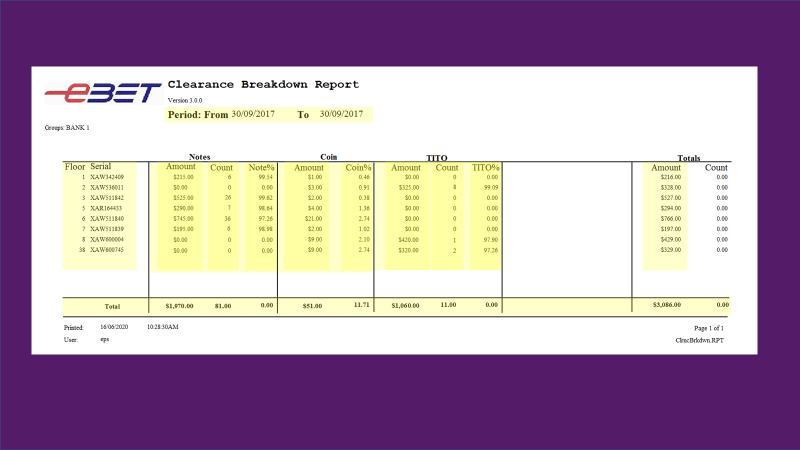 eBET
Clearance Breakdown Report
Version 3.0.0
Period: From 30/09/2017 To 30/09/2017
Groups: BANK 1
Notes Coin TITO Totals
Floor Serial Amount Count Note% Amount Coin% Amount Count TITO% Amount Count
1 XAW342409 $215.00 6 99.54 $1.00 0.46 $0.00 0 0.00 $216.00 0.00
2 XAW536011 $0.00 0 0.00 $3.00 0.91 $325.00 8 99.09 $328.00 0.00
3 XAW511842 $525.00 26 99.62 $2.00 0.38 $0.00 0 0.00 $527.00 0.00
5 XAR164433 $290.00 7 98.64 $4.00 1.36 $0.00 0 0.00 $294.00 0.00
6 XAW511840 $745.00 36 97.26 $21.00 2.74 $0.00 0 0.00 $766.00 0.00
7 XAW511839 $195.00 6 98.98 $2.00 1.02 $0.00 0 0.00 $197.00 0.00
8 XAW600004 $0.00 0 0.00 $9.00 2.10 $420.00 1 97.90 $429.00 0.00
38 XAW600745 $0.00 0 0.00 $9.00 2.74 $320.00 2 97.26 $329.00 0.00
Total $1,970.00 81.00 0.00 $51.00 11.71 $1,060.00 11.00 0.00 $3,086.00 0.00
Printed: 16/06/2020 10:28:30AM Page 1 of 1
User: eps ClrncBrkdwn.RPT